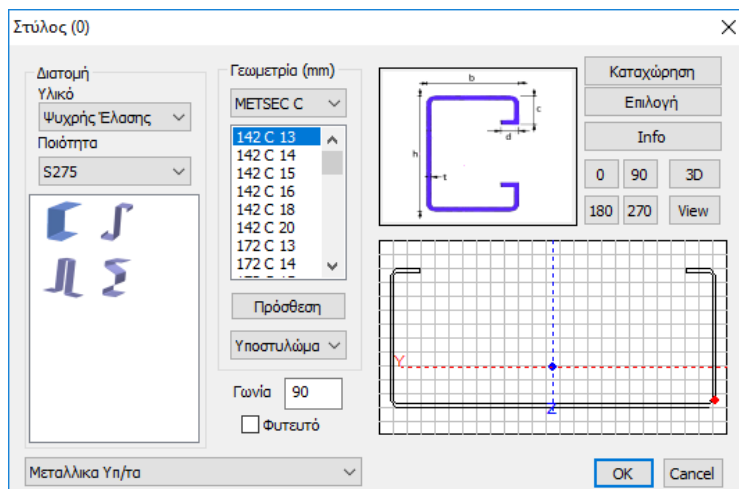 Στύλος (0)
Διατομή
Υλικό
Ψυχρής Έλασης
Ποιότητα
S275
Γεωμετρία (mm)
METSEC C
142 C 13
142 C 14
142 C 15
142 C 16
142 C 18
142 C 20
172 C 13
172 C 14
Πρόσθεση
Υποστυλώμα
Γωνία 90
Φυτευτό
b
c
d
h
t
Καταχώρηση
Επιλογή
Info
0 90 3D
180 270 View
Y
Z
Μεταλλικα Υπ/τα
OK Cancel